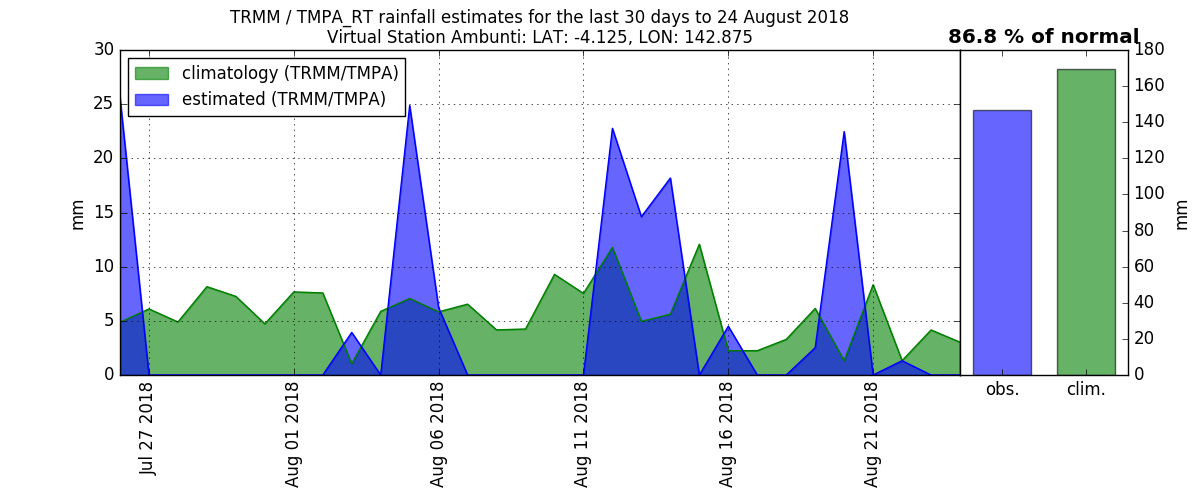 TRMM / TMPA_RT rainfall estimates for the last 30 days to 24 August 2018
Virtual Station Ambunti: LAT: -4.125, LON: 142.875
86.8 % of normal
climatology (TRMM/TMPA)
estimated (TRMM/TMPA)
mm
30
25
20
15
10
5
0
Jul 27 2018
Aug 01 2018
Aug 06 2018
Aug 11 2018
Aug 16 2018
Aug 21 2018
obs.
clim.
180
160
140
120
100
80
60
40
20
0
mm